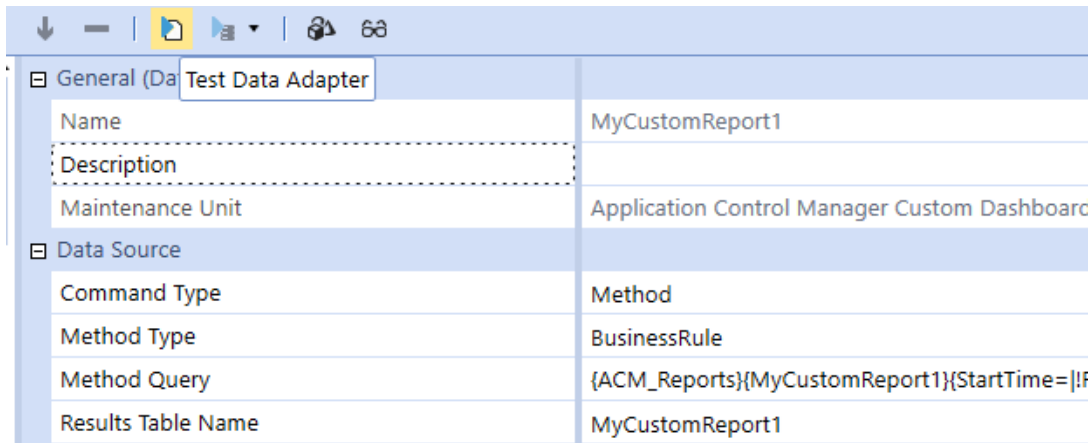 General (Da
Test Data Adapter
Name MyCustomReport1
Description
Maintenance Unit Application Control Manager Custom Dashboard
Data Source
Command Type Method
Method Type BusinessRule
Method Query {ACM_Reports}{MyCustomReport1}{StartTime=|!
Results Table Name MyCustomReport1